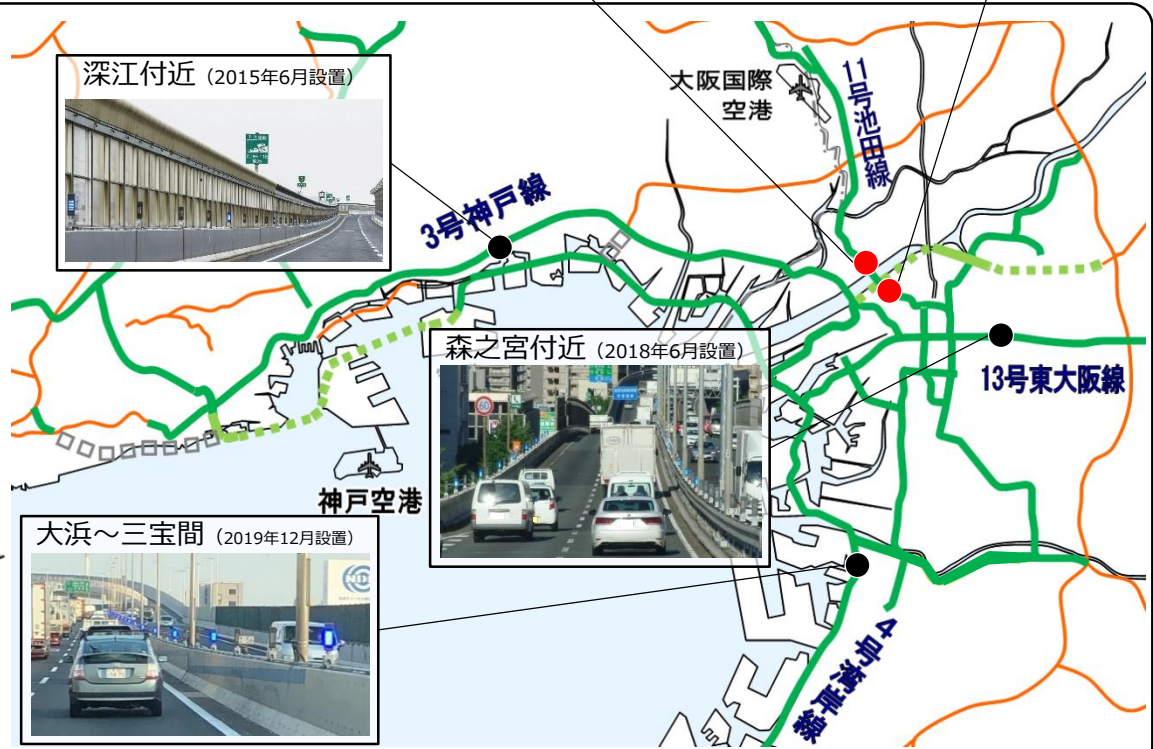 深江付近（2015年6月設置）
大阪国際
空港
11号池田線
3号神戸線
森之宮付近（2018年6月設置）
60
13号東大阪線
神戸空港
大浜～三宝間（2019年12月設置）
4号湾岸線